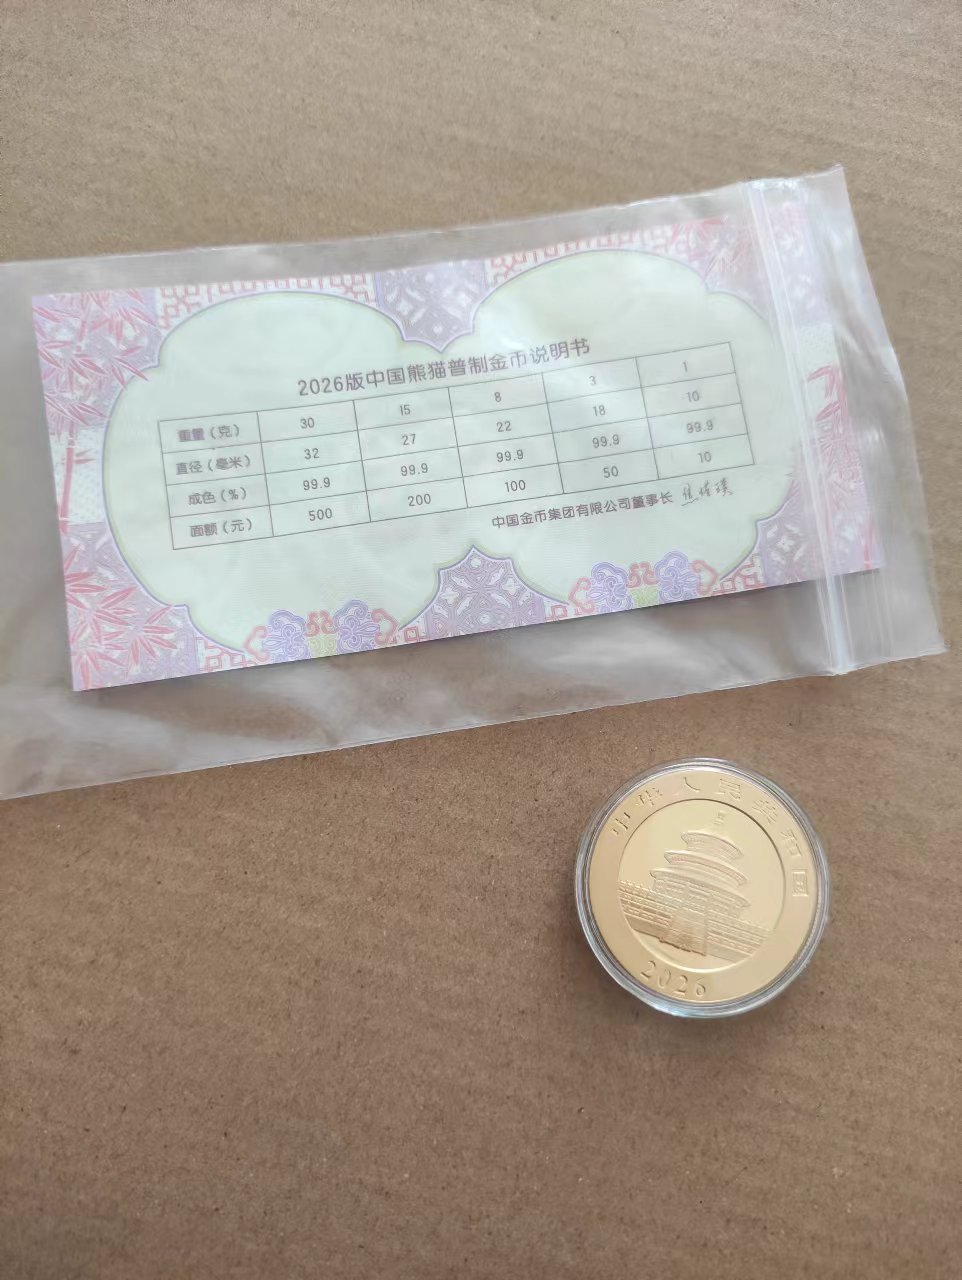 2026版中国熊猫普制金币说明书
重量（克） 30 15 8 3 1
直径（毫米） 32 27 22 18 10
成色（%） 99.9 99.9 99.9 99.9 99.9
面额（元） 500 200 100 50 10
中国金币集团有限公司董事长
中华人民共和国
2026